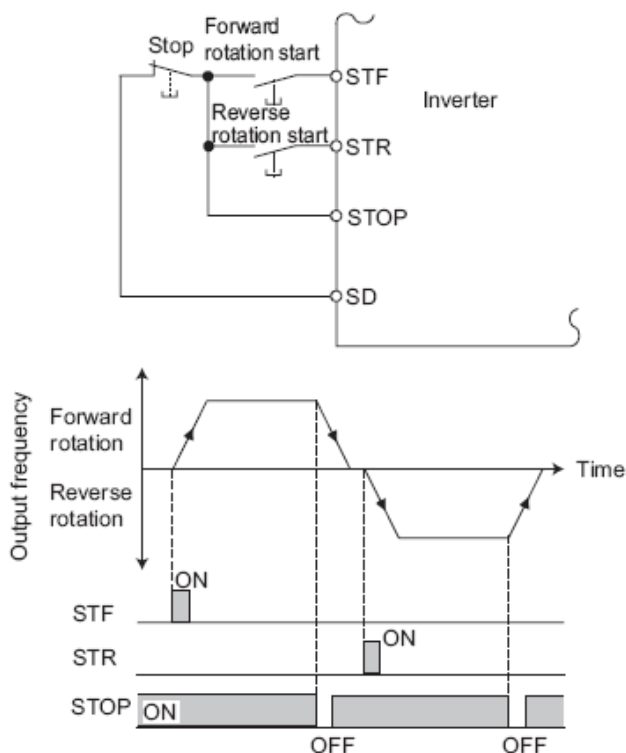 Forward
rotation start
Stop
STF
Inverter
Reverse
rotation start
STR
STOP
SD
Output frequency
Forward
rotation
Time
Reverse
rotation
ON
STF
ON
STR
STOP
ON
OFF
OFF